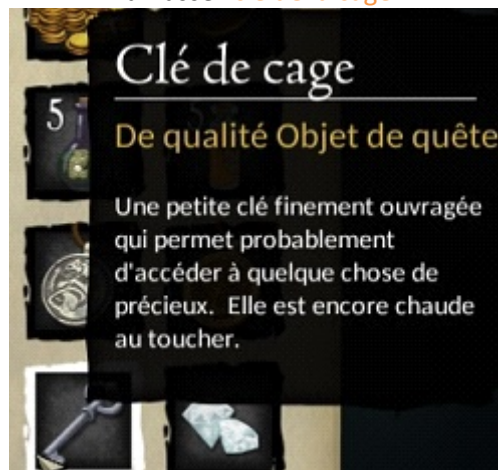 Clé de cage
5
De qualité Objet de quête
Une petite clé finement ouvragée
qui permet probablement
d'accéder à quelque chose de
précieux. Elle est encore chaude
au toucher.